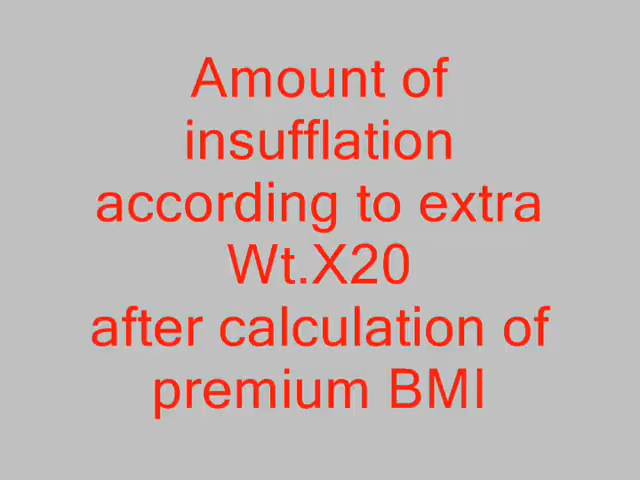 Amount of
insufflation
according to extra
Wt.X20
after calculation of
premium BMI